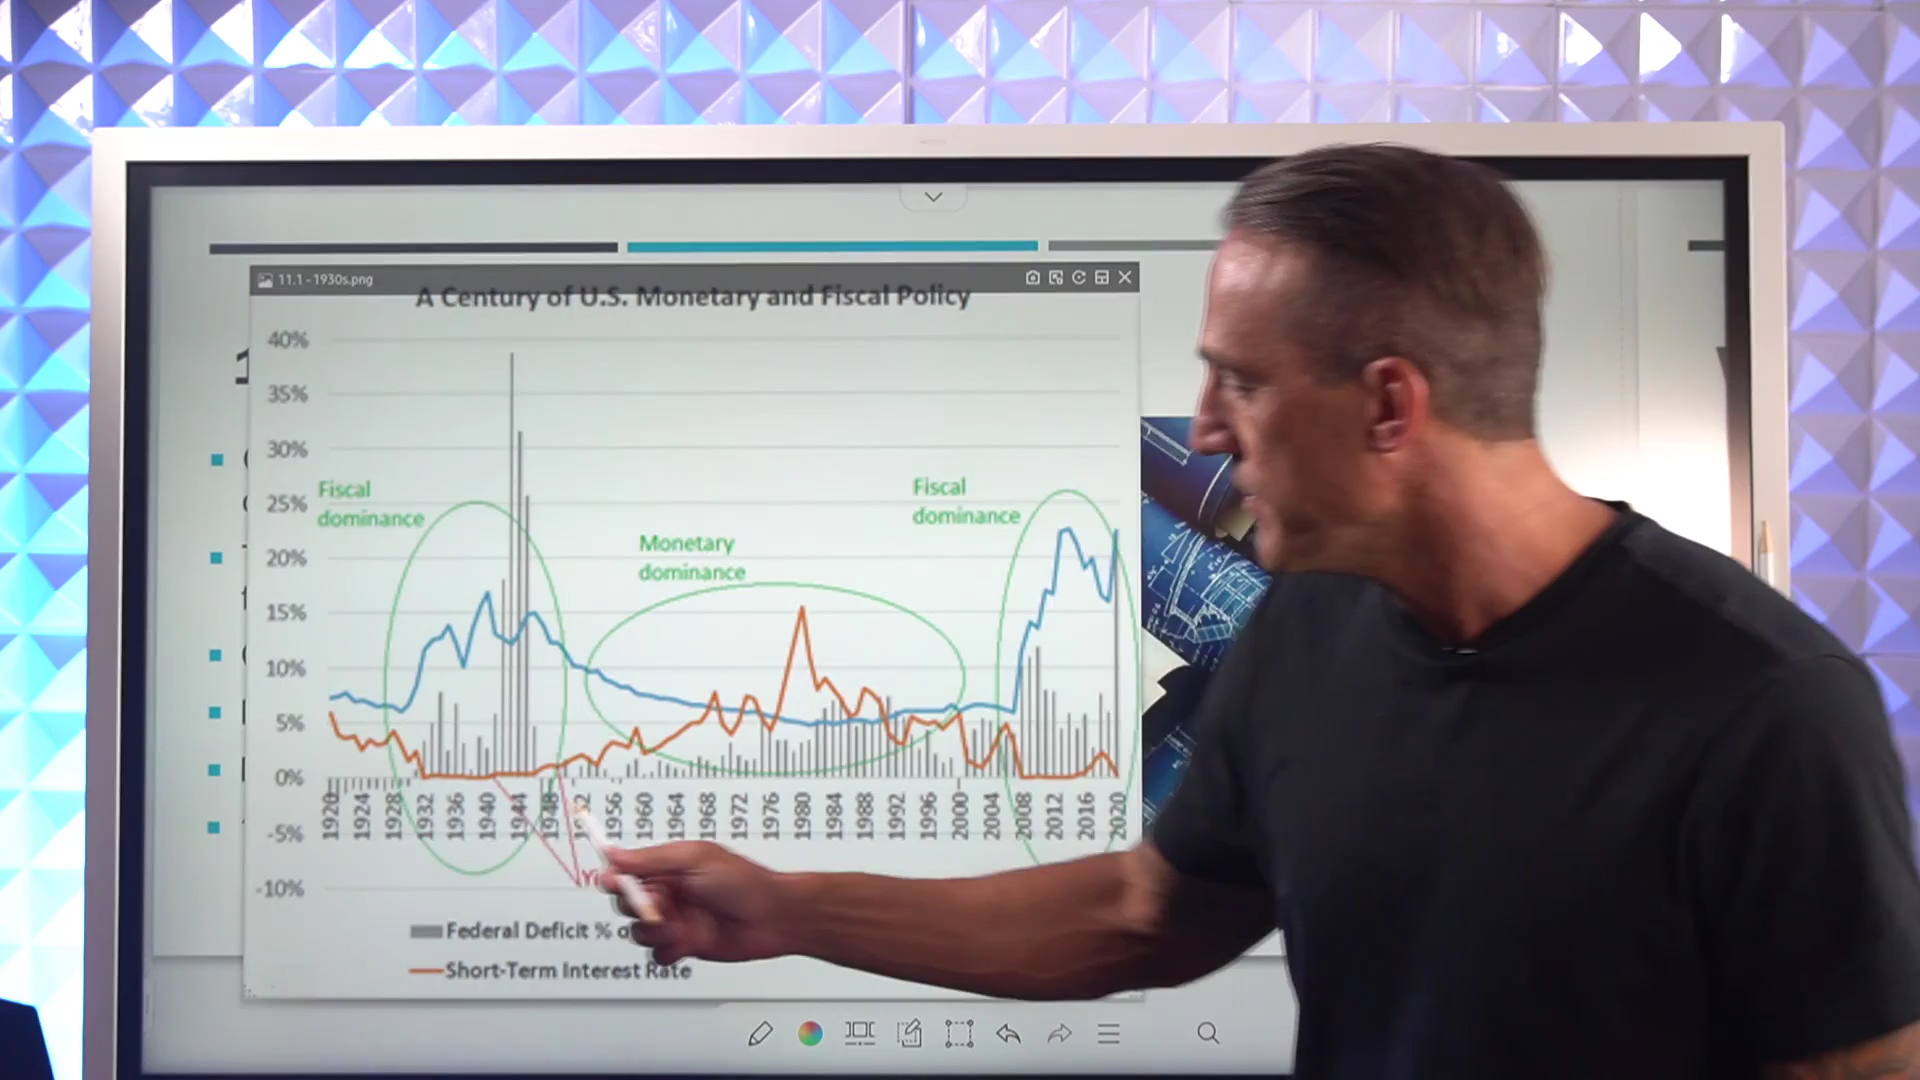 11.1 - 1930s.png
A Century of U.S. Monetary and Fiscal Policy
40%
35%
30%
25%
20%
15%
10%
5%
0%
-5%
-10%
Fiscal
dominance
Monetary
dominance
Fiscal
dominance
1920 1924 1928 1932 1936 1940 1944 1948 1956 1960 1964 1968 1972 1976 1980 1984 1988 1992 1996 2000 2004 2008 2012 2016 2020
Federal Deficit %
Short-Term Interest Rate